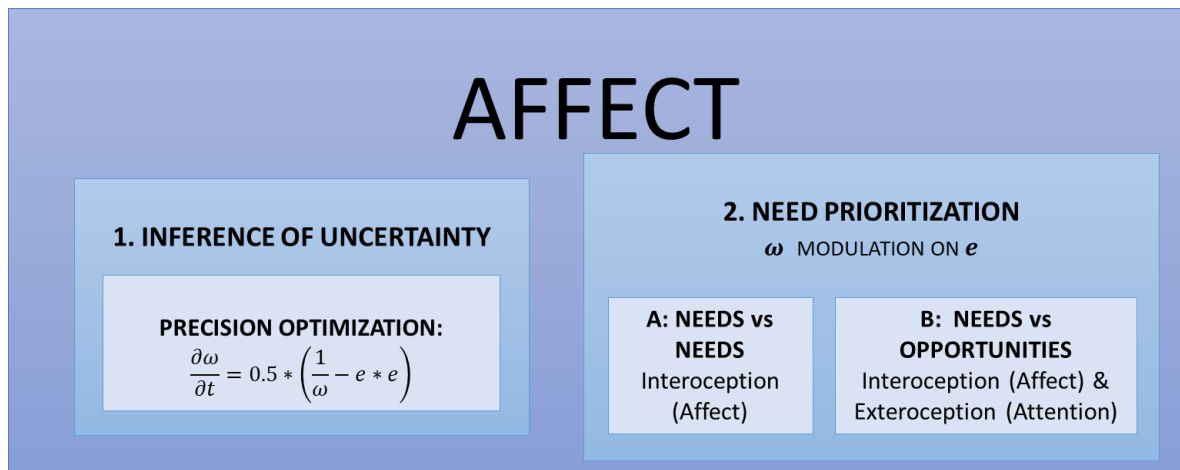 AFFECT
1. INFERENCE OF UNCERTAINTY
PRECISION OPTIMIZATION:
∂ω/∂t = 0.5 * (1/ω − e * e)
2. NEED PRIORITIZATION
ω MODULATION ON e
A: NEEDS vs
NEEDS
Interoception
(Affect)
B: NEEDS vs
OPPORTUNITIES
Interoception (Affect) &
Exteroception (Attention)